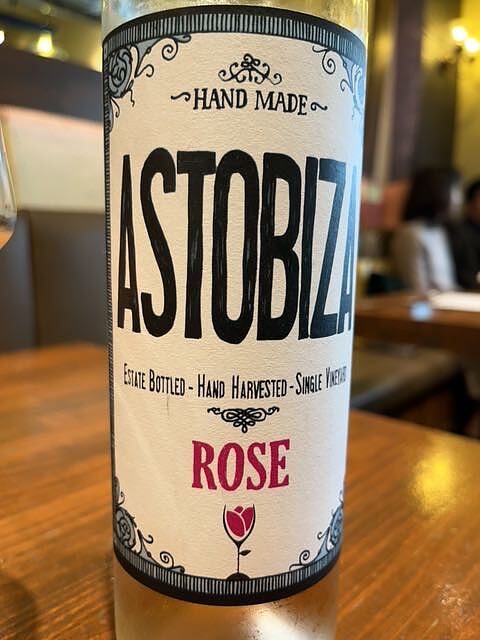 ~HAND MADE~
ASTOBIZA
Estate Bottled - Hand Harvested - Single Vineyard
ROSE